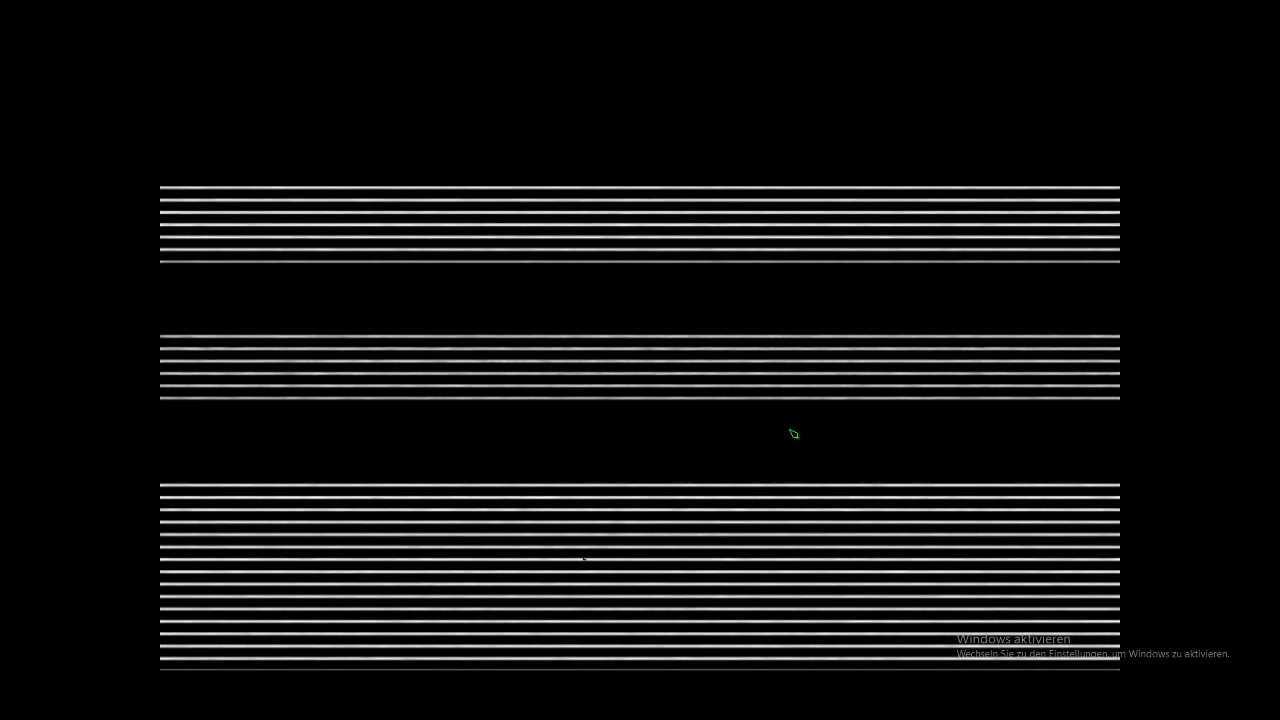 Windows aktivieren
Wechseln Sie zu den Einstellungen, um Windows zu aktivieren.